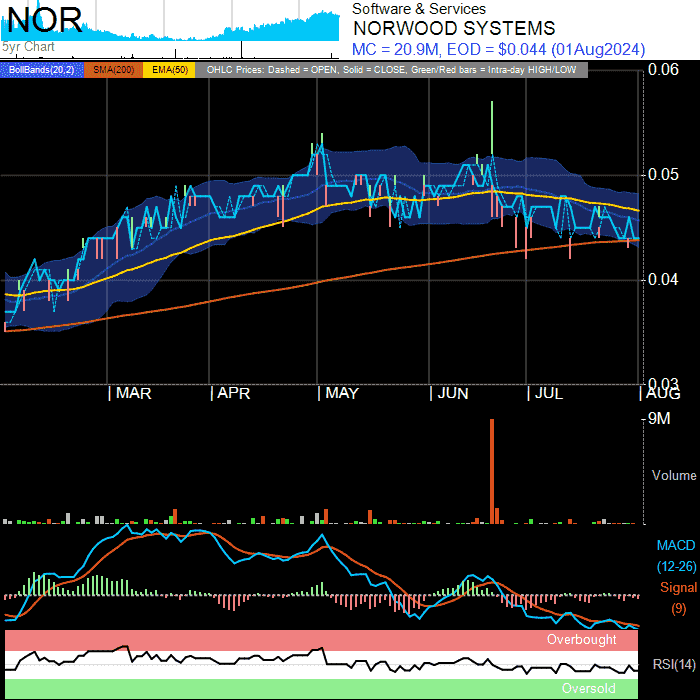 NOR
5yr Chart
Software & Services
NORWOOD SYSTEMS
MC = 20.9M, EOD = $0.044 (01Aug2024)
BollBands(20,2) SMA(200) EMA(50) OHLC Prices: Dashed = OPEN, Solid = CLOSE, Green/Red bars = Intra-day HIGH/LOW
0.06
0.05
0.04
0.03
| MAR | APR | MAY | JUN | JUL | AUG
9M
Volume
MACD
(12-26)
Signal
(9)
Overbought
RSI(14)
Oversold